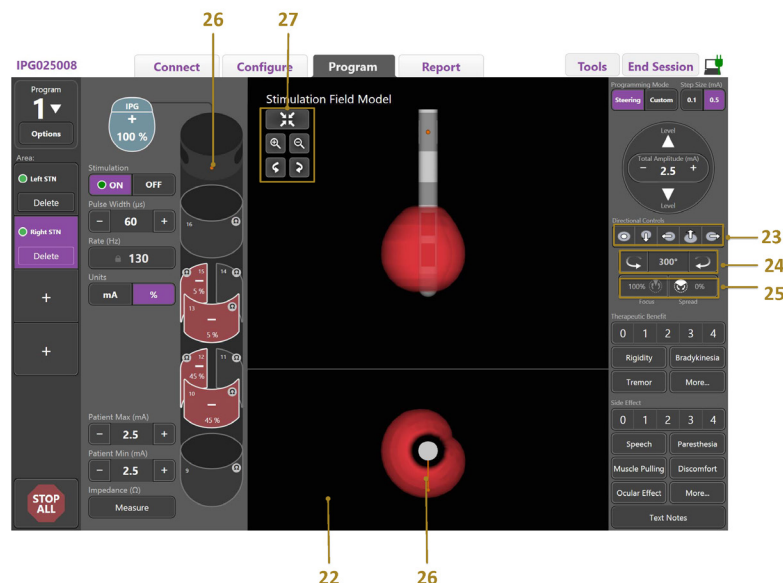 26
27
IPG025008
Connect
Configure
Program
Report
Tools
End Session
Program
1
Options
Area:
Left STN
Delete
Right STN
Delete
+
+
STOP
ALL
IPG
+
100 %
Stimulation
ON
OFF
Pulse Width (µs)
– 60 +
Rate (Hz)
130
Units
mA
%
Patient Max (mA)
– 2.5 +
Patient Min (mA)
– 2.5 +
Impedance (Ω)
Measure
16
Ω
15
14
Ω
–
5 %
13
Ω
–
5 %
12
11
Ω
–
45 %
10
Ω
–
45 %
9
Ω
Stimulation Field Model
Programming Mode
Step Size (mA)
Steering
Custom
0.1
0.5
Level
Total Amplitude (mA)
– 2.5 +
Level
Directional Controls
23
300°
24
100%
0%
25
Focus
Spread
Therapeutic Benefit
0 1 2 3 4
Rigidity
Bradykinesia
Tremor
More...
Side Effect
0 1 2 3 4
Speech
Paresthesia
Muscle Pulling
Discomfort
Ocular Effect
More...
Text Notes
22
26